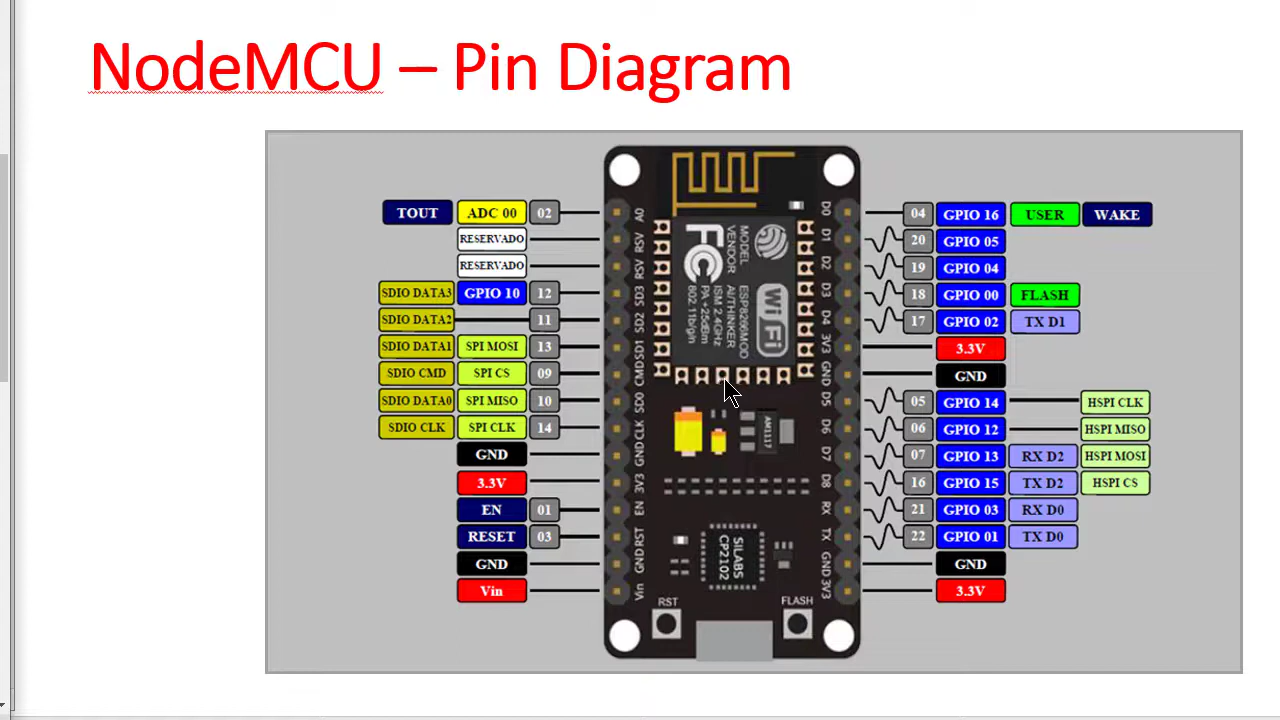 NodeMCU – Pin Diagram
TOUT ADC 00 02 A0 D0 04 GPIO 16 USER WAKE
RESERVADO RSV D1 20 GPIO 05
RESERVADO RSV D2 19 GPIO 04
SDIO DATA3 GPIO 10 12 SD3 D3 18 GPIO 00 FLASH
SDIO DATA2 11 SD2 D4 17 GPIO 02 TX D1
SDIO DATA1 SPI MOSI 13 SD1 3V3 3.3V
SDIO CMD SPI CS 09 CMD GND GND
SDIO DATA0 SPI MISO 10 SD0 D5 05 GPIO 14 HSPI CLK
SDIO CLK SPI CLK 14 CLK D6 06 GPIO 12 HSPI MISO
GND GND D7 07 GPIO 13 RX D2 HSPI MOSI
3.3V 3V3 D8 16 GPIO 15 TX D2 HSPI CS
EN 01 EN RX 21 GPIO 03 RX D0
RESET 03 RST TX 22 GPIO 01 TX D0
GND GND GND GND
Vin Vin 3V3 3.3V
MODEL ESP8266MOD
VENDOR AI/THINKER
ISM 2.4GHz
PA +25dBm
802.11b/g/n
FC
WiFi
AM1117
SILABS
CP2102
RST
FLASH